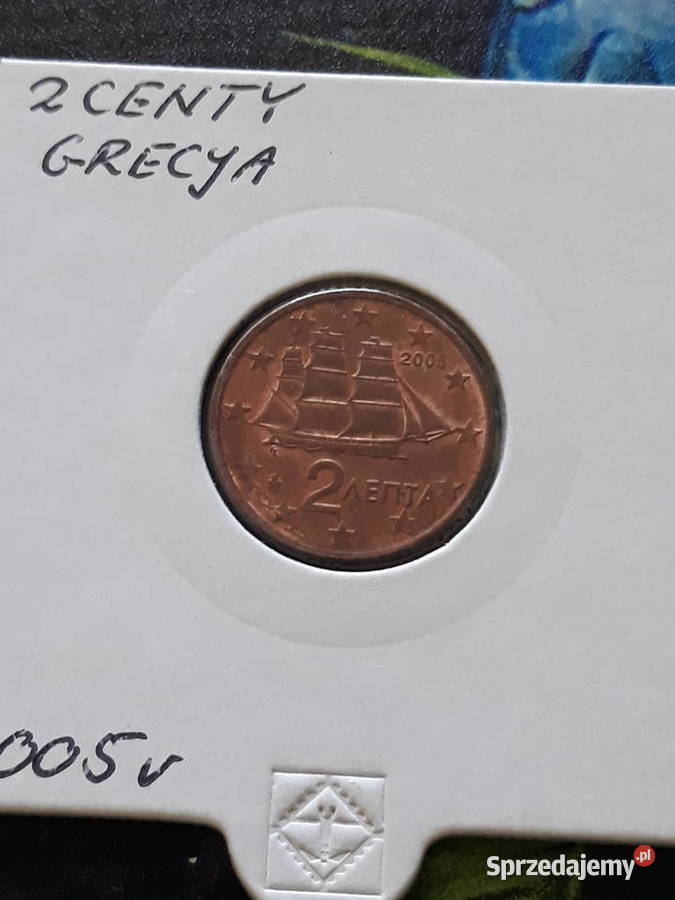 2 CENTY
GRECJA
2005
2 ΛΕΠΤΑ
005 r
Sprzedajemy.pl